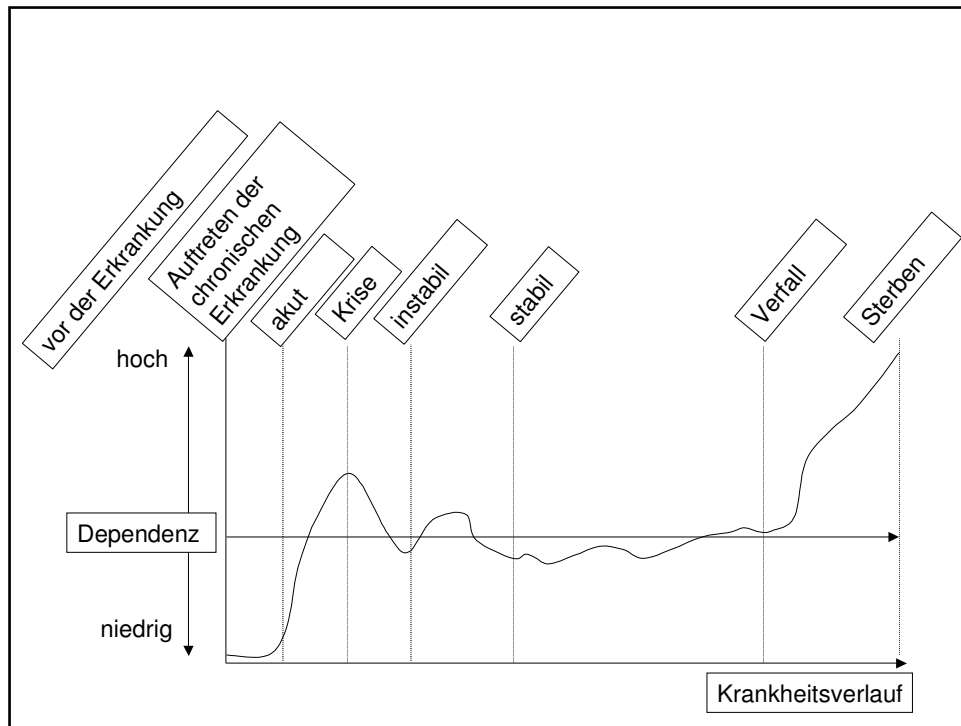 vor der Erkrankung
Auftreten der
chronischen
Erkrankung
akut
Krise
instabil
stabil
Verfall
Sterben
hoch
Dependenz
niedrig
Krankheitsverlauf